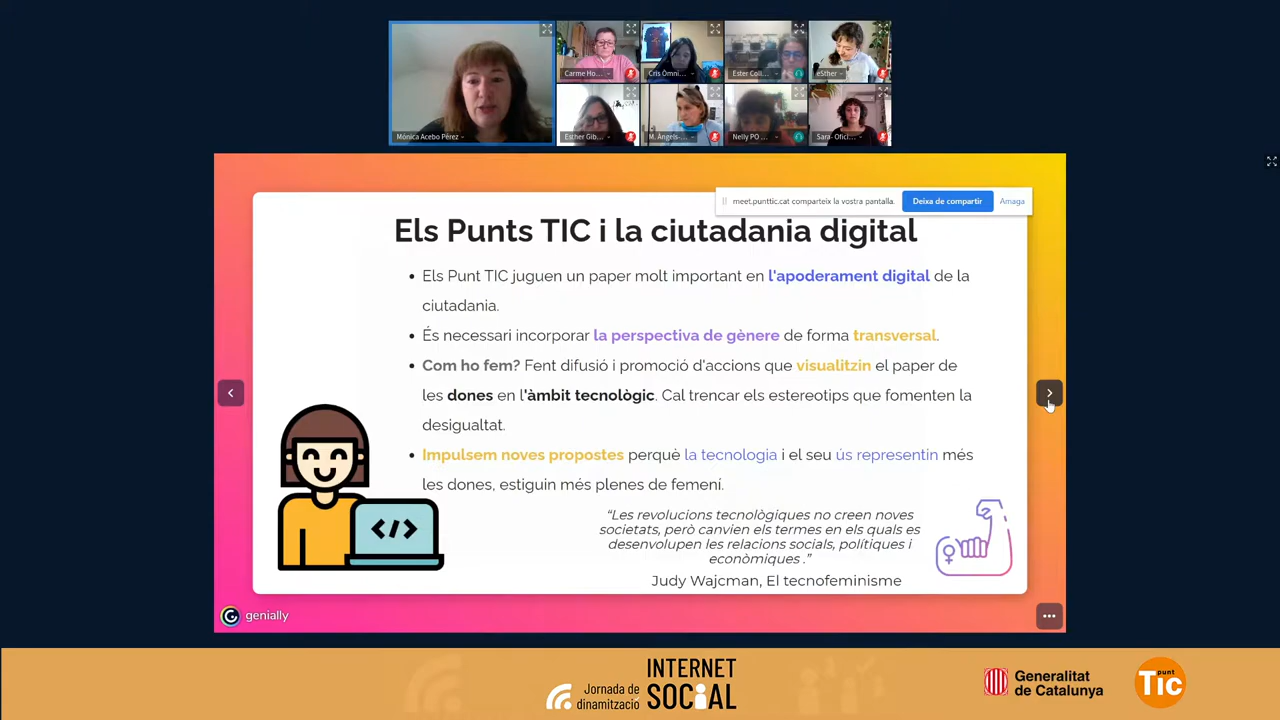 Mónica Acebo Pérez
Carme Ho...
Cris Òmni...
Ester Coll...
eSther
Esther Gib...
M. Àngels-...
Nelly PO ...
Sara- Ofici...
meet.punttic.cat comparteix la vostra pantalla.
Deixa de compartir
Amaga
Els Punts TIC i la ciutadania digital
• Els Punt TIC juguen un paper molt important en l'apoderament digital de la
ciutadania.
• És necessari incorporar la perspectiva de gènere de forma transversal.
• Com ho fem? Fent difusió i promoció d'accions que visualitzin el paper de
les dones en l'àmbit tecnològic. Cal trencar els estereotips que fomenten la
desigualtat.
• Impulsem noves propostes perquè la tecnologia i el seu ús representin més
les dones, estiguin més plenes de femení.
“Les revolucions tecnològiques no creen noves
societats, però canvien els termes en els quals es
desenvolupen les relacions socials, polítiques i
econòmiques .”
Judy Wajcman, El tecnofeminisme
</>
genially
Jornada de
dinamització
INTERNET
SOCIAL
Generalitat
de Catalunya
punt
Tic